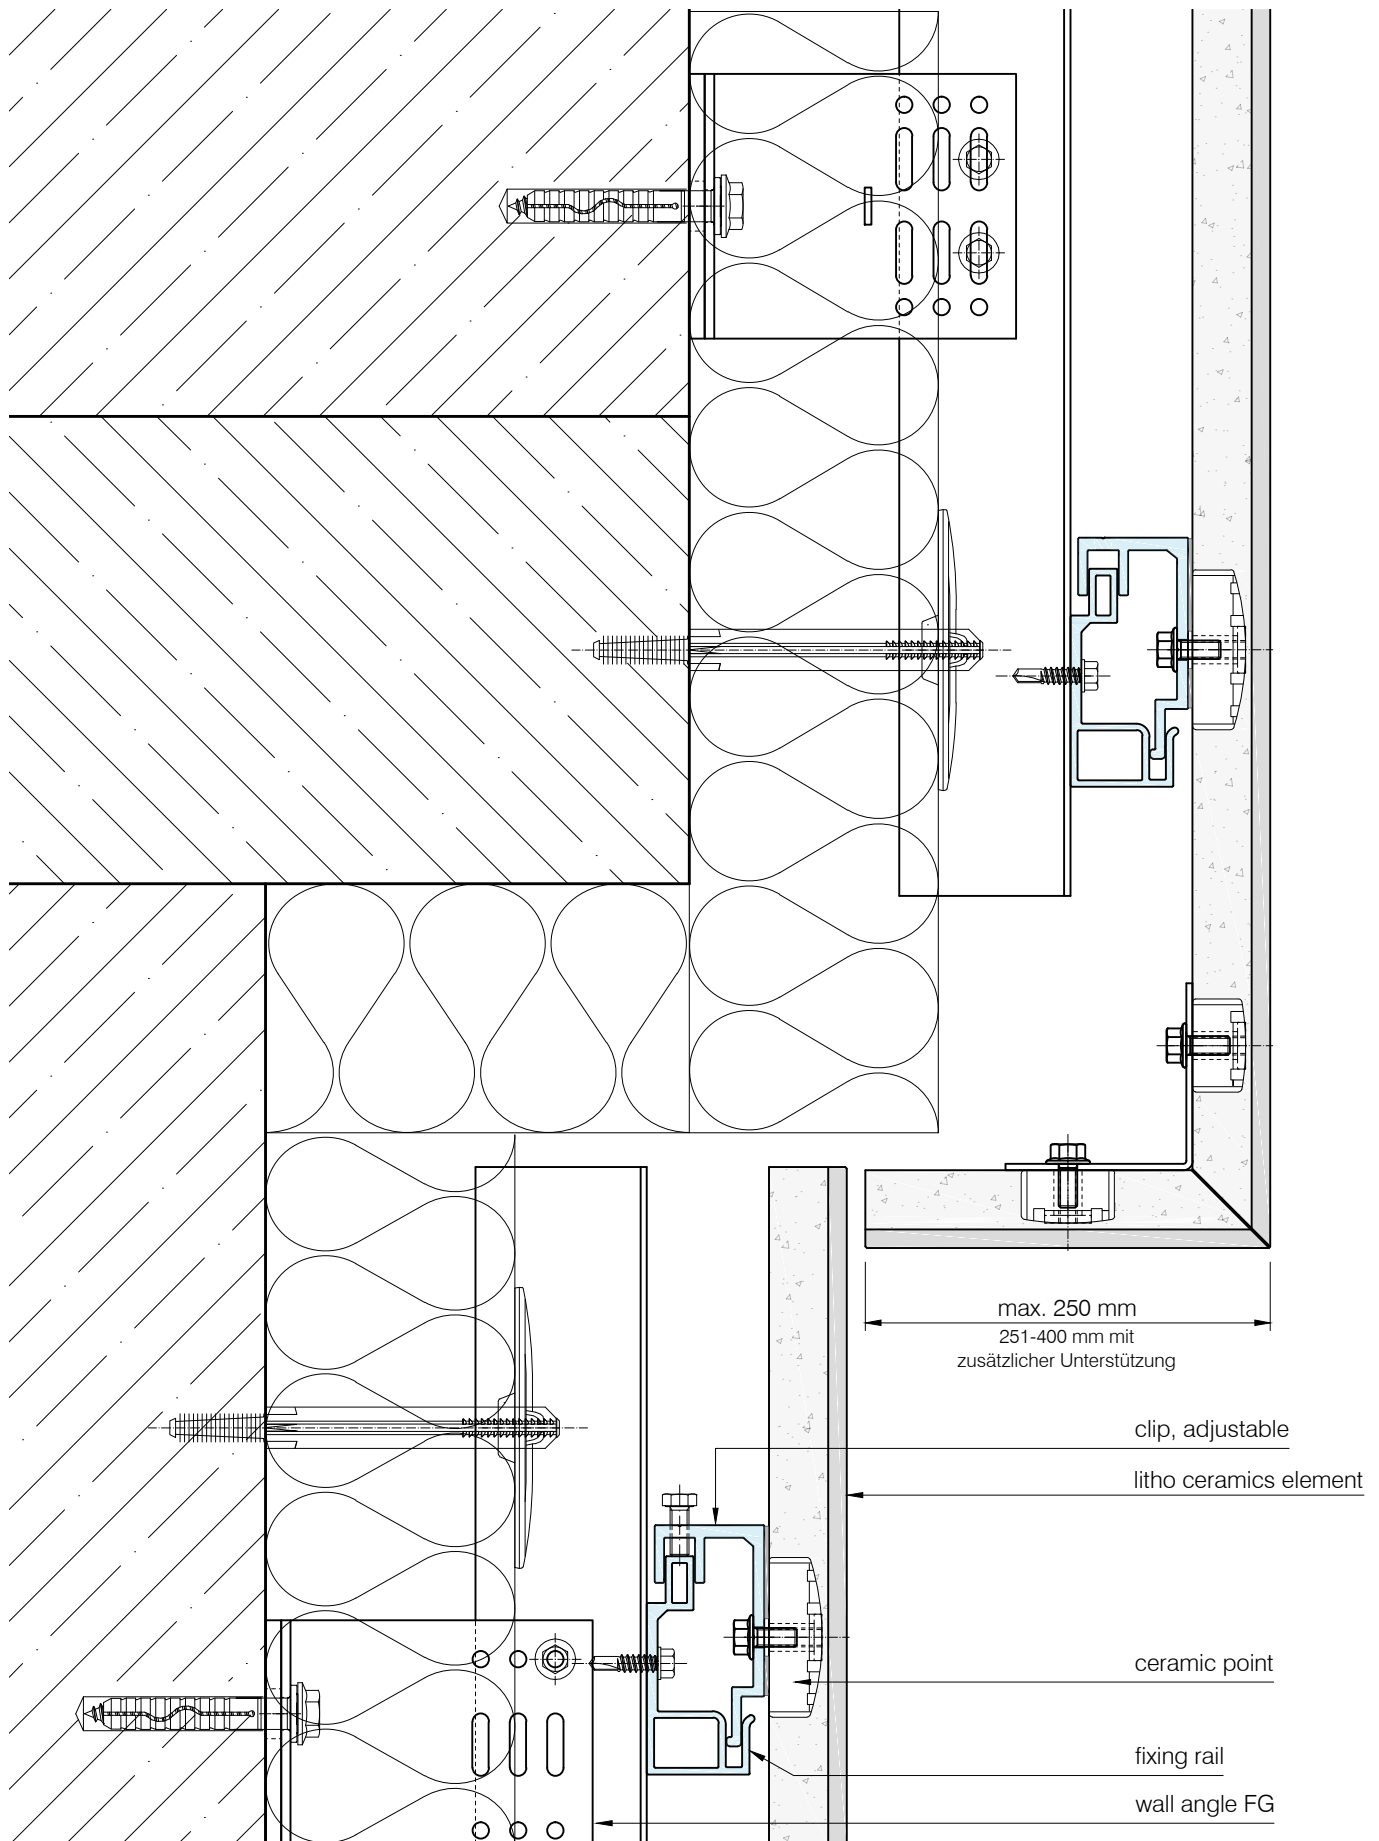 max. 250 mm
251-400 mm mit
zusätzlicher Unterstützung
clip, adjustable
litho ceramics element
ceramic point
fixing rail
wall angle FG